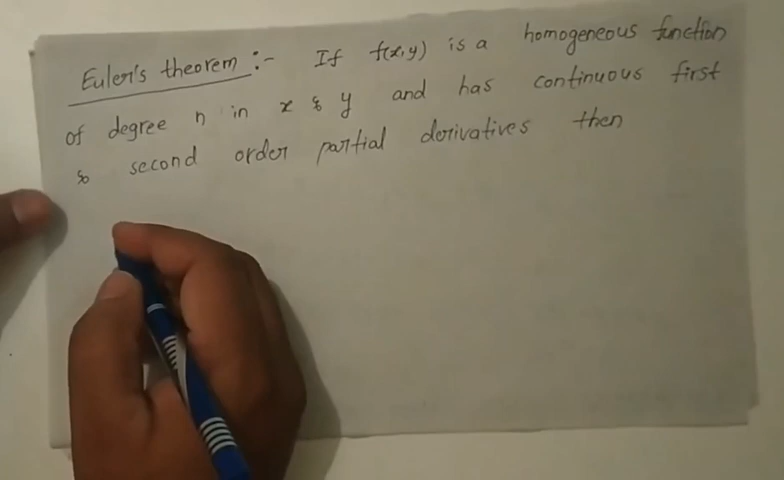 Euler's theorem :- If f(x,y) is a homogeneous function
of degree n in x & y and has continuous first
& second order partial derivatives then